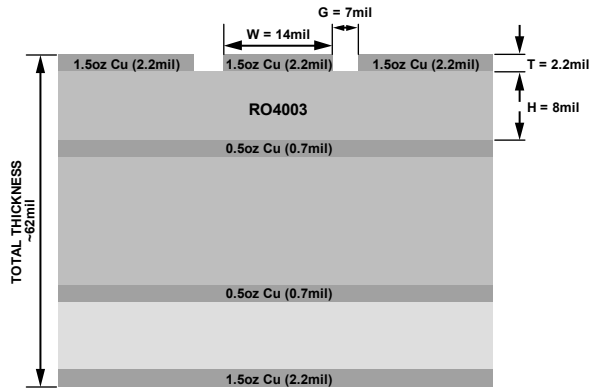 G = 7mil
W = 14mil
1.5oz Cu (2.2mil) 1.5oz Cu (2.2mil) 1.5oz Cu (2.2mil) T = 2.2mil
RO4003 H = 8mil
0.5oz Cu (0.7mil)
TOTAL THICKNESS
~62mil
0.5oz Cu (0.7mil)
1.5oz Cu (2.2mil)